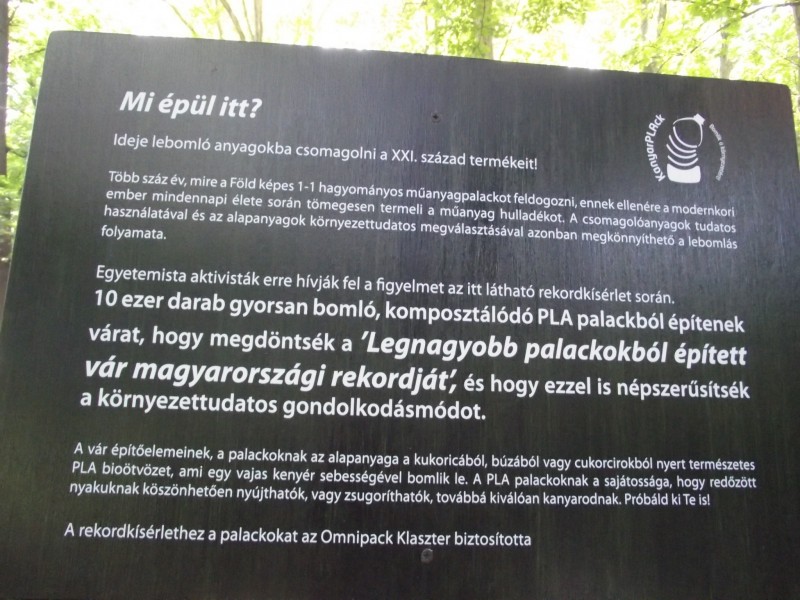 Mi épül itt?
KanyarPLAck
Ideje lebomló anyagokba csomagolni a XXI. század termékeit!
Több száz év, mire a Föld képes 1-1 hagyományos műanyagpalackot feldogozni, ennek ellenére a modernkori
ember mindennapi élete során tömegesen termeli a műanyag hulladékot. A csomagolóanyagok tudatos
használatával és az alapanyagok környezettudatos megválasztásával azonban megkönnyíthető a lebomlás
folyamata.
Egyetemista aktivisták erre hívják fel a figyelmet az itt látható rekordkísérlet során.
10 ezer darab gyorsan bomló, komposztálódó PLA palackból építenek
várat, hogy megdöntsék a 'Legnagyobb palackokból épített
vár magyarországi rekordját', és hogy ezzel is népszerűsítsék
a környezettudatos gondolkodásmódot.
A vár építőelemeinek, a palackoknak az alapanyaga a kukoricából, búzából vagy cukorcirokból nyert természetes
PLA bioötvözet, ami egy vajas kenyér sebességével bomlik le. A PLA palackoknak a sajátossága, hogy redőzött
nyakuknak köszönhetően nyújthatók, vagy zsugoríthatók, továbbá kiválóan kanyarodnak. Próbáld ki Te is!
A rekordkísérlethez a palackokat az Omnipack Klaszter biztosította